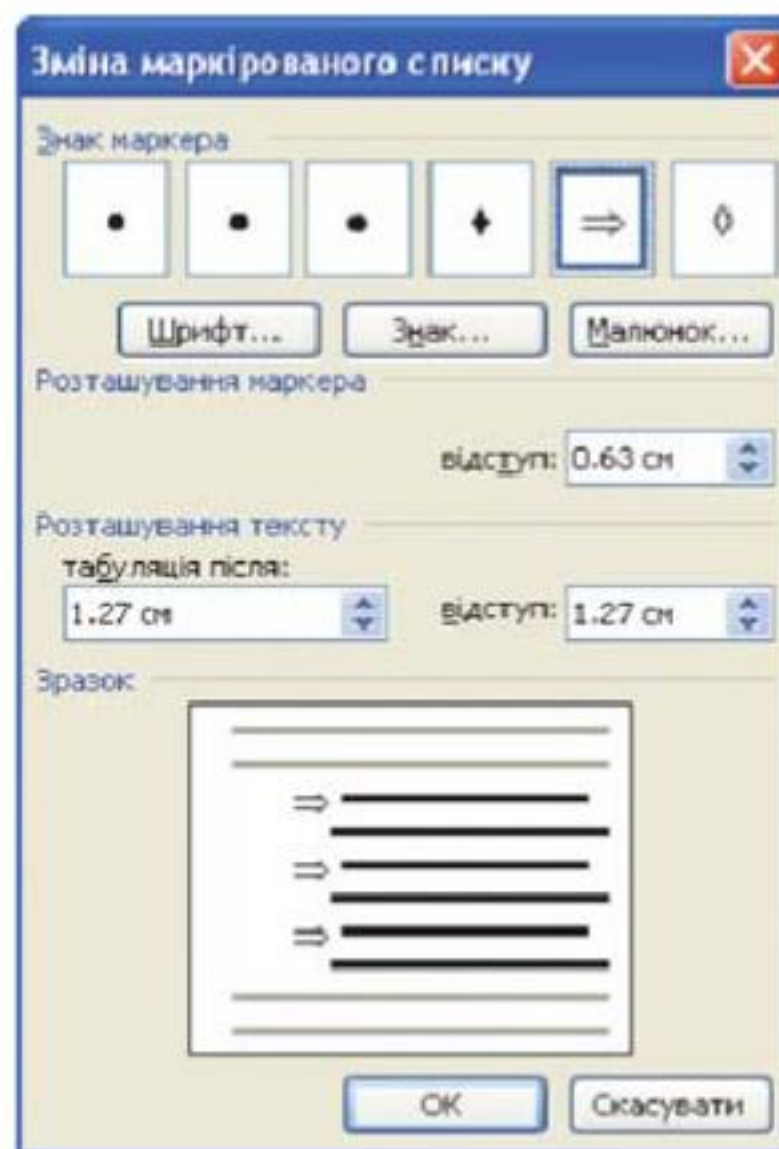 Зміна маркірованого списку
Знак маркера
Шрифт... Знак... Малюнок...
Розташування маркера
відступ: 0.63 см
Розташування тексту
табуляція після:
1.27 см відступ: 1.27 см
Зразок
ОК Скасувати